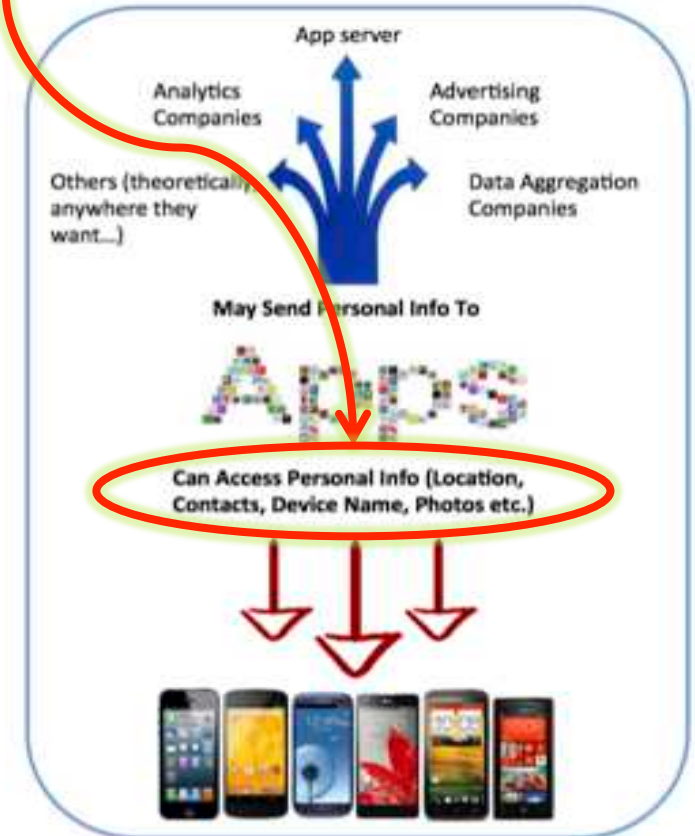 App server
Analytics
Companies
Advertising
Companies
Others (theoretically,
anywhere they
want...)
Data Aggregation
Companies
May Send Personal Info To
Apps
Can Access Personal Info (Location,
Contacts, Device Name, Photos etc.)